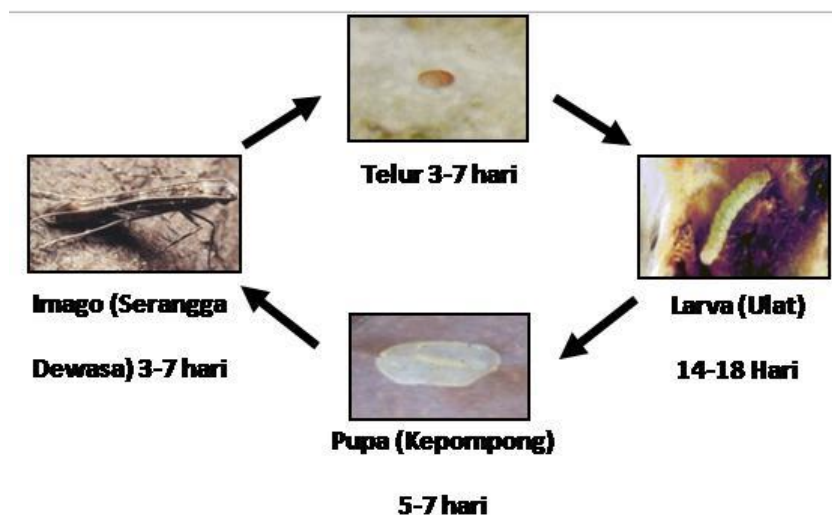 Telur 3-7 hari
Imago (Serangga
Dewasa) 3-7 hari
Larva (Ulat)
14-18 Hari
Pupa (Kepompong)
5-7 hari